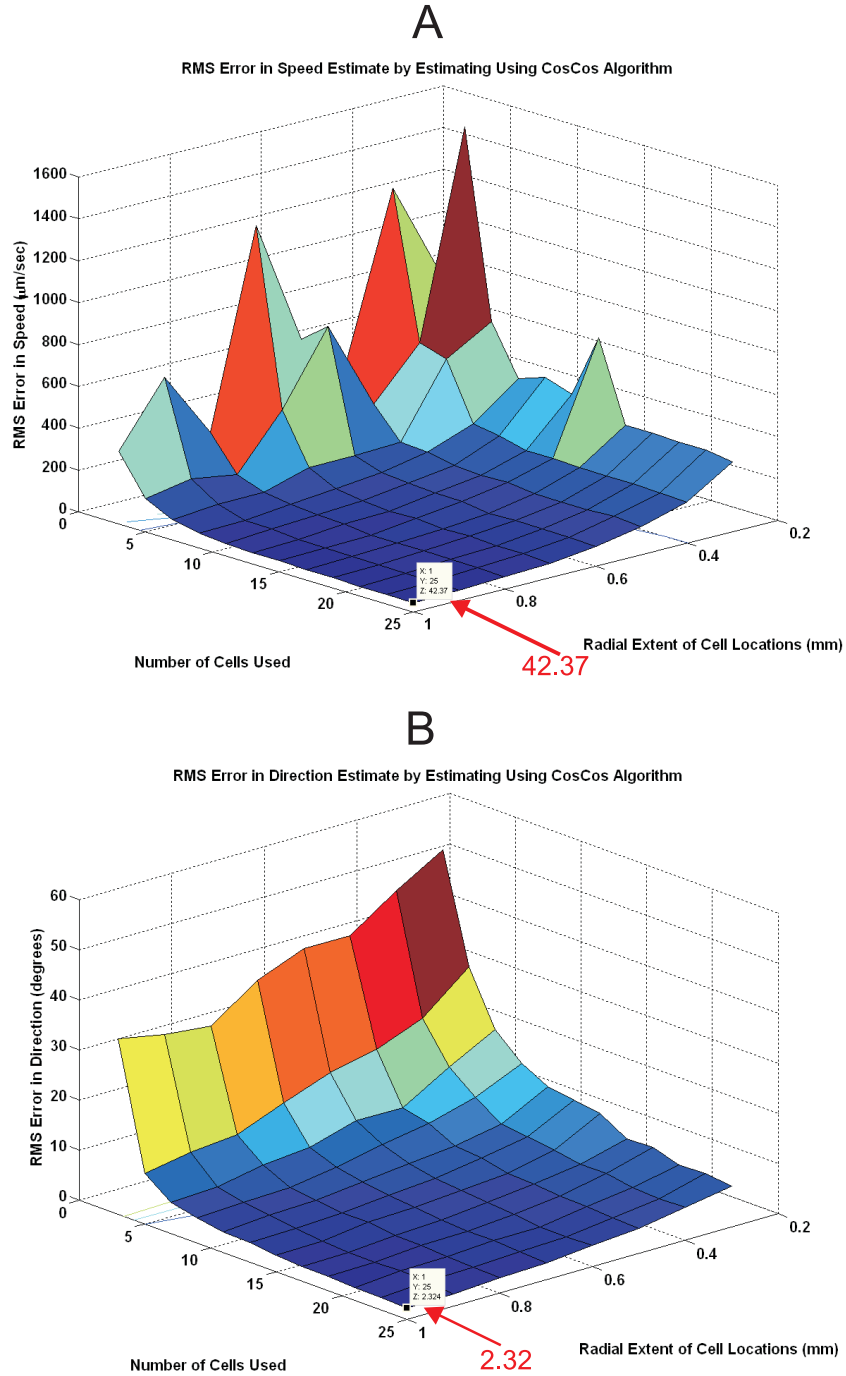 A
RMS Error in Speed Estimate by Estimating Using CosCos Algorithm
1600
1400
1200
1000
800
600
400
200
0
RMS Error in Speed (μm/sec)
0
5
10
15
20
25
Number of Cells Used
1
0.8
0.6
0.4
0.2
Radial Extent of Cell Locations (mm)
X: 1
Y: 25
Z: 42.37
42.37
B
RMS Error in Direction Estimate by Estimating Using CosCos Algorithm
60
50
40
30
20
10
0
RMS Error in Direction (degrees)
0
5
10
15
20
25
Number of Cells Used
1
0.8
0.6
0.4
0.2
Radial Extent of Cell Locations (mm)
X: 1
Y: 25
Z: 2.324
2.32